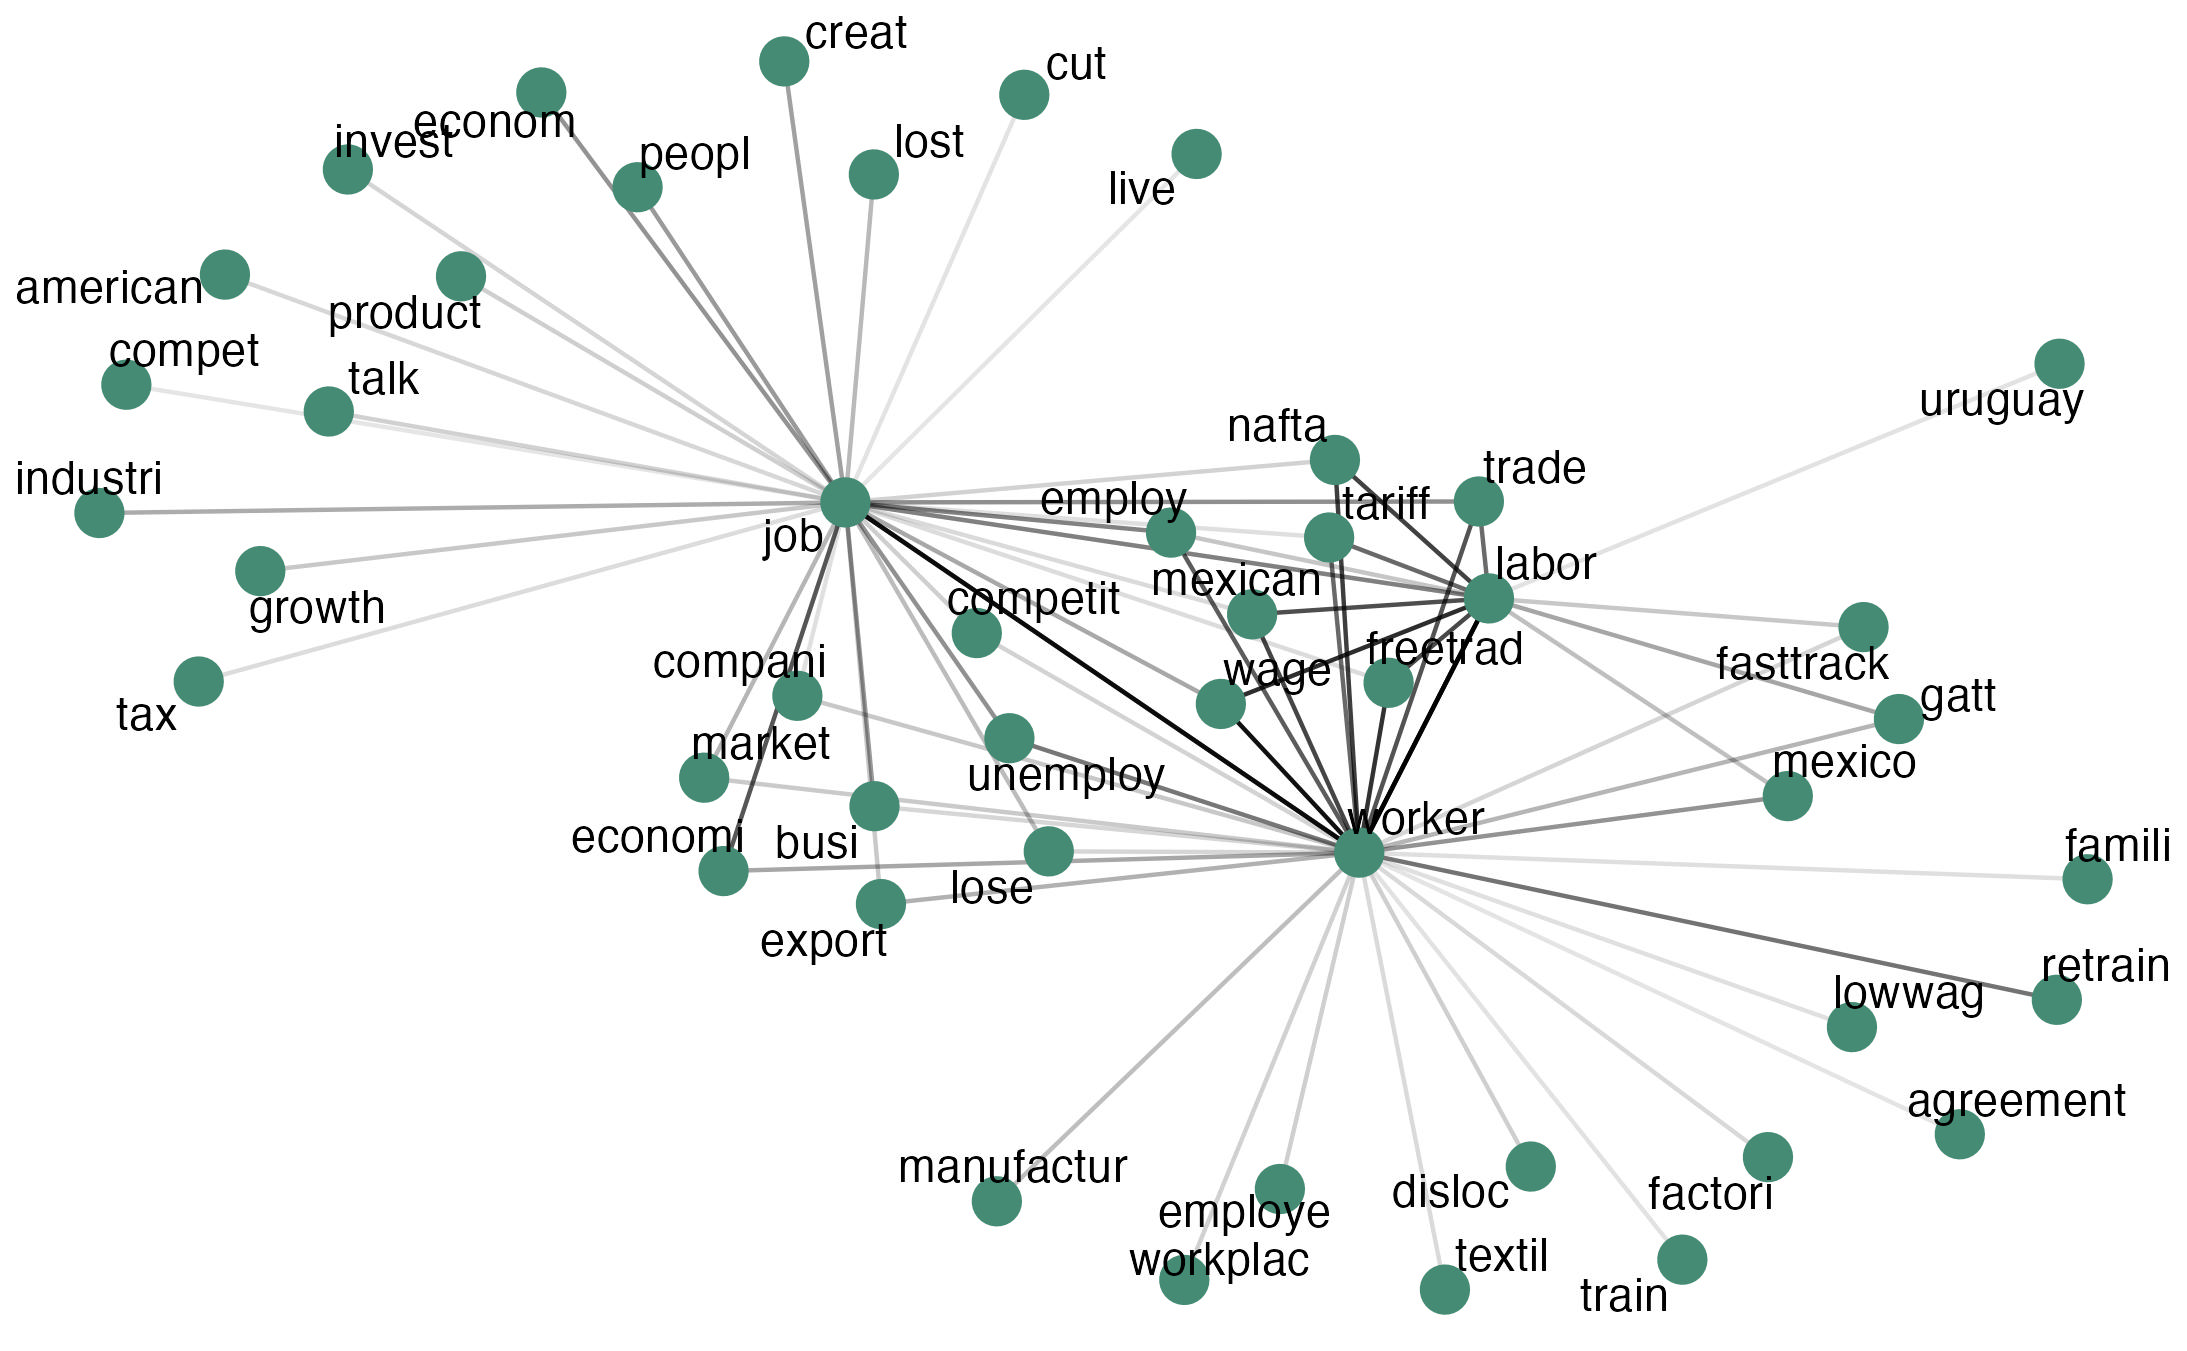 creat
cut
econom
invest
peopl
lost
live
american
product
compet
talk
uruguay
nafta
trade
industri
employ
tariff
job
labor
mexican
growth
competit
freetrad
compani
wage
fasttrack
gatt
tax
market
unemploy
mexico
worker
economi
busi
famili
lose
export
retrain
lowwag
agreement
manufactur
disloc
factori
employe
workplac
textil
train